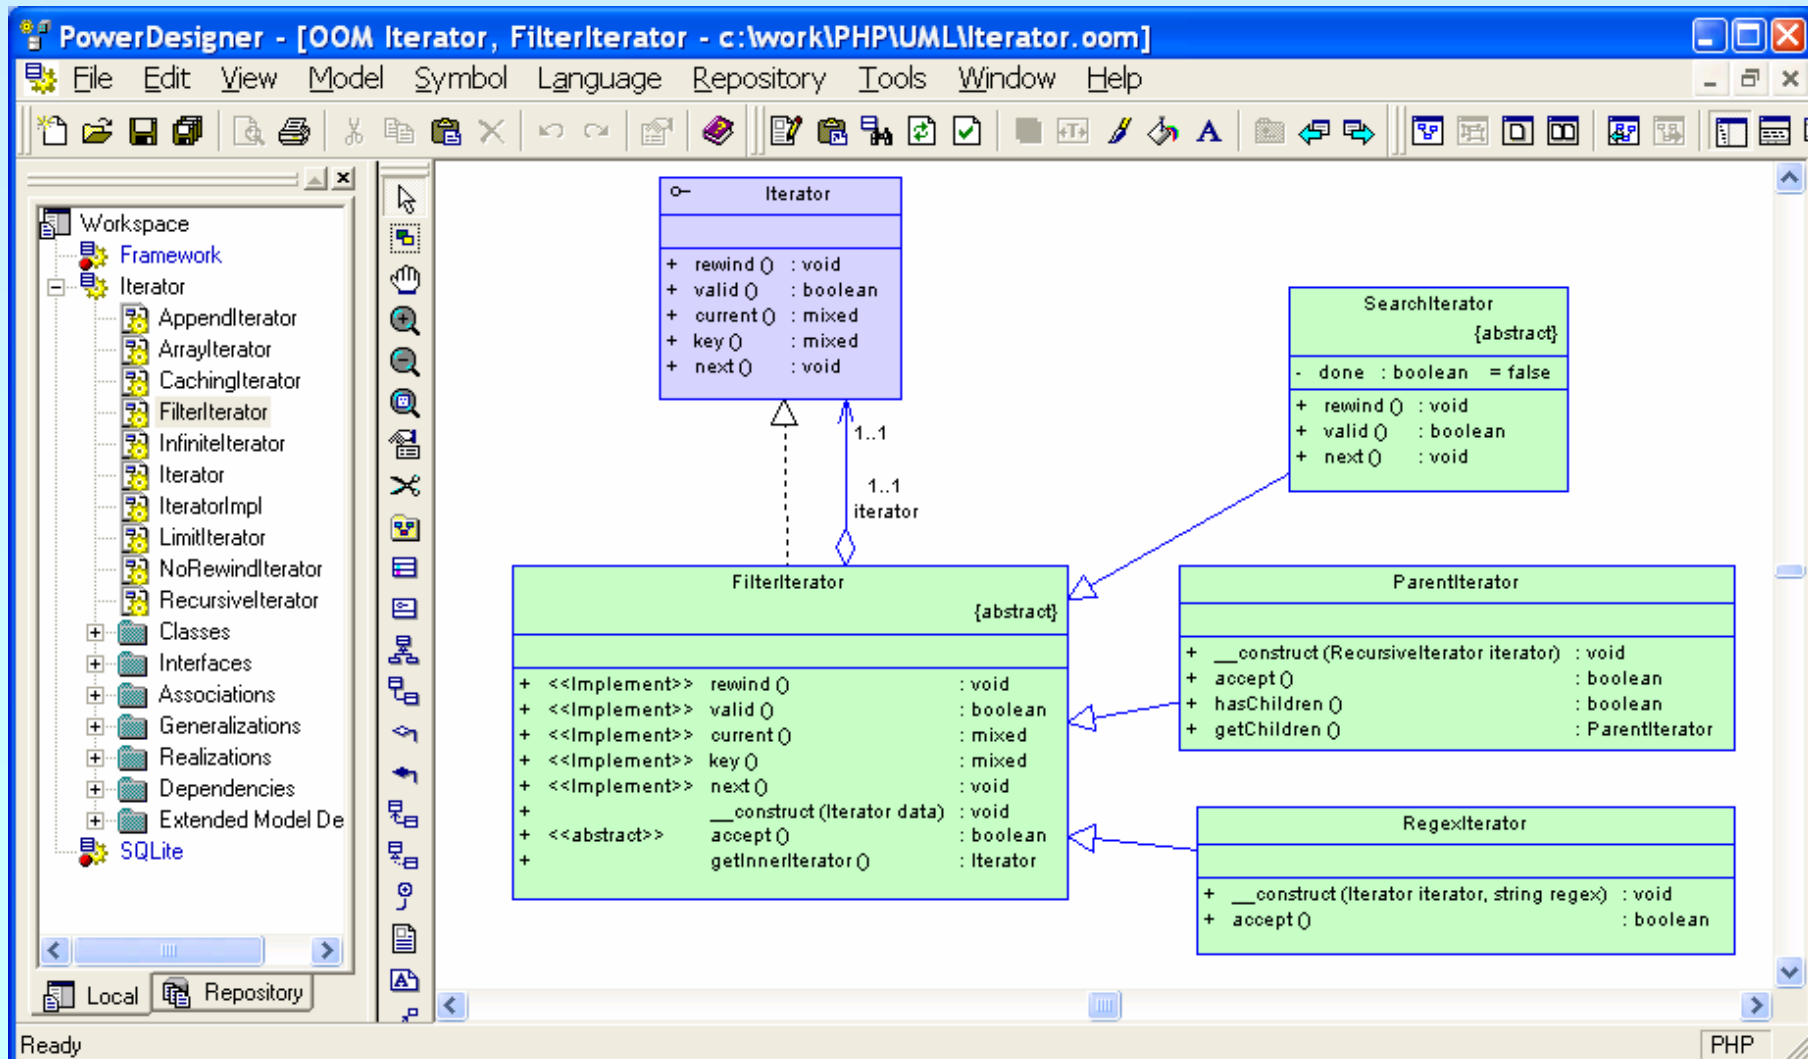 PowerDesigner - [OOM Iterator, FilterIterator - c:\work\PHP\UML\Iterator.oom]
File Edit View Model Symbol Language Repository Tools Window Help
Workspace
Framework
Iterator
AppendIterator
ArrayIterator
CachingIterator
FilterIterator
InfiniteIterator
Iterator
IteratorImpl
LimitIterator
NoRewindIterator
RecursiveIterator
Classes
Interfaces
Associations
Generalizations
Realizations
Dependencies
Extended Model De
SQLite
Local Repository
Iterator
+ rewind () : void
+ valid () : boolean
+ current () : mixed
+ key () : mixed
+ next () : void
1..1
1..1
iterator
SearchIterator
{abstract}
- done : boolean = false
+ rewind () : void
+ valid () : boolean
+ next () : void
FilterIterator
{abstract}
+ <<Implement>> rewind () : void
+ <<Implement>> valid () : boolean
+ <<Implement>> current () : mixed
+ <<Implement>> key () : mixed
+ <<Implement>> next () : void
+ __construct (Iterator data) : void
+ <<abstract>> accept () : boolean
+ getInnerIterator () : Iterator
ParentIterator
+ __construct (RecursiveIterator iterator) : void
+ accept () : boolean
+ hasChildren () : boolean
+ getChildren () : ParentIterator
RegexIterator
+ __construct (Iterator iterator, string regex) : void
+ accept () : boolean
Ready
PHP